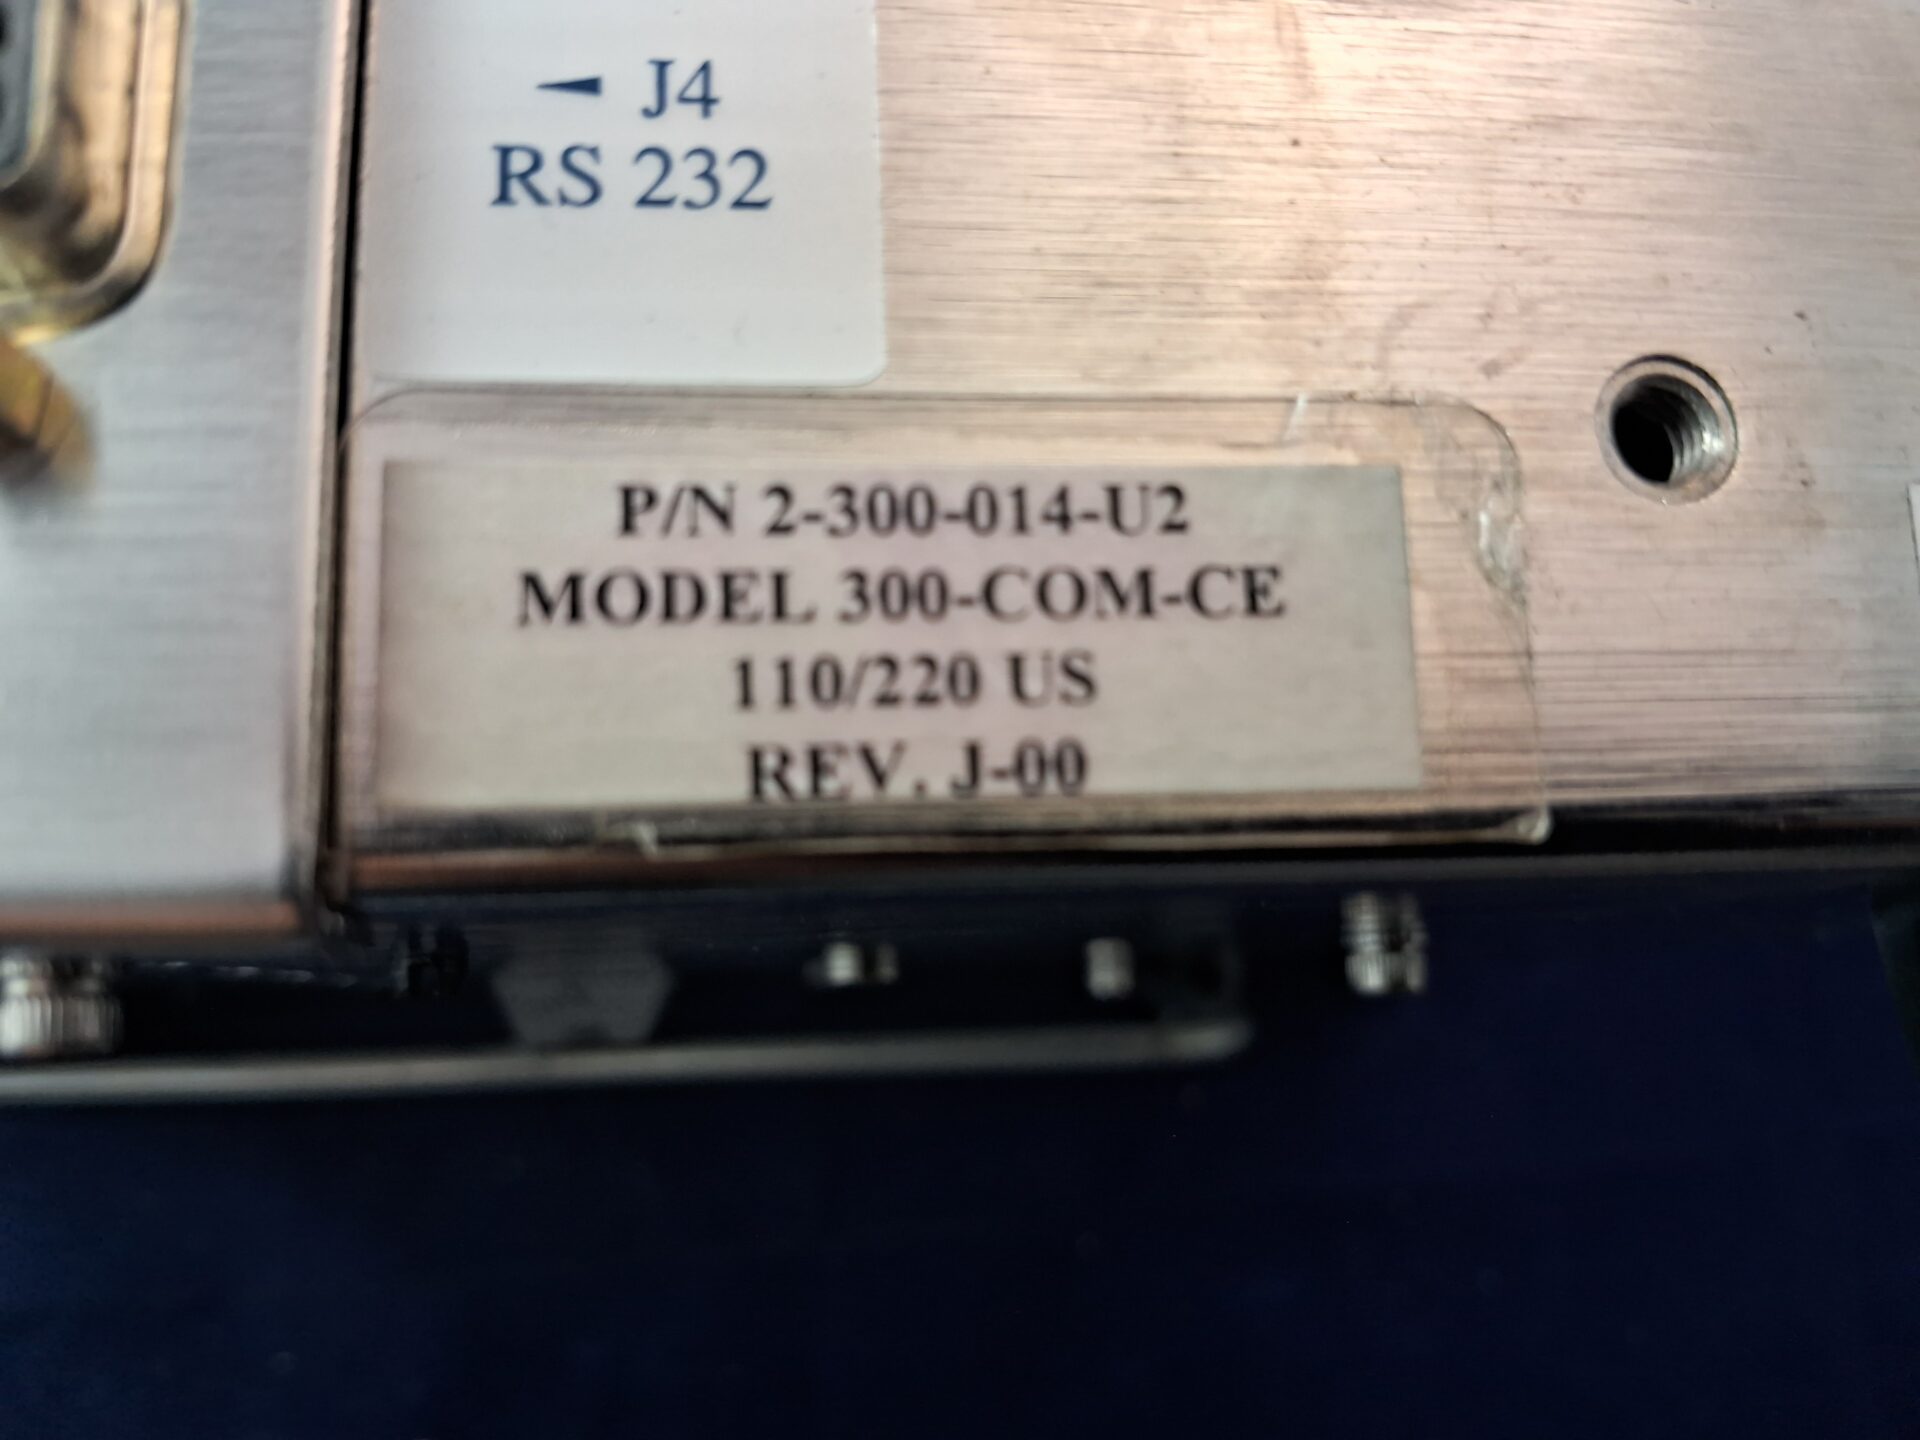 J4
RS 232
P/N 2-300-014-U2
MODEL 300-COM-CE
110/220 US
REV. J-00